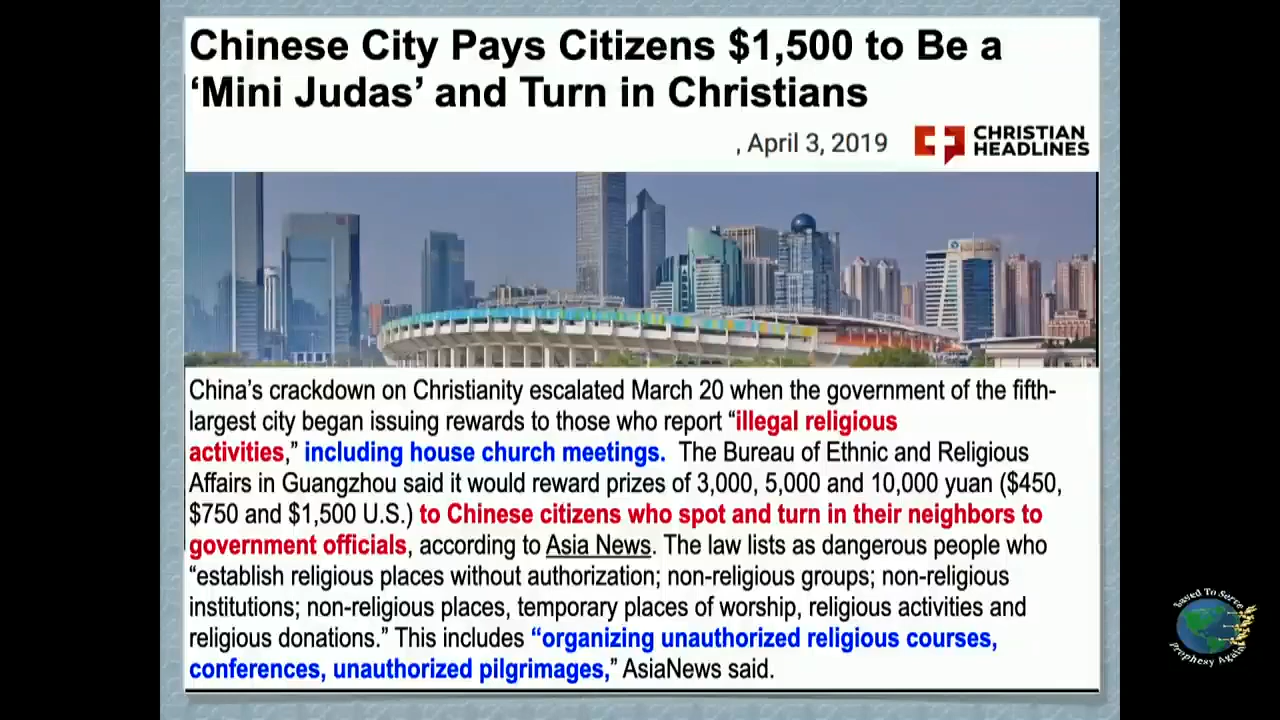 Chinese City Pays Citizens $1,500 to Be a
‘Mini Judas’ and Turn in Christians
, April 3, 2019
CHRISTIAN
HEADLINES
China’s crackdown on Christianity escalated March 20 when the government of the fifth-
largest city began issuing rewards to those who report “illegal religious
activities,” including house church meetings. The Bureau of Ethnic and Religious
Affairs in Guangzhou said it would reward prizes of 3,000, 5,000 and 10,000 yuan ($450,
$750 and $1,500 U.S.) to Chinese citizens who spot and turn in their neighbors to
government officials, according to Asia News. The law lists as dangerous people who
“establish religious places without authorization; non-religious groups; non-religious
institutions; non-religious places, temporary places of worship, religious activities and
religious donations.” This includes “organizing unauthorized religious courses,
conferences, unauthorized pilgrimages,” AsiaNews said.
Saved To Serve
Prophesy Again